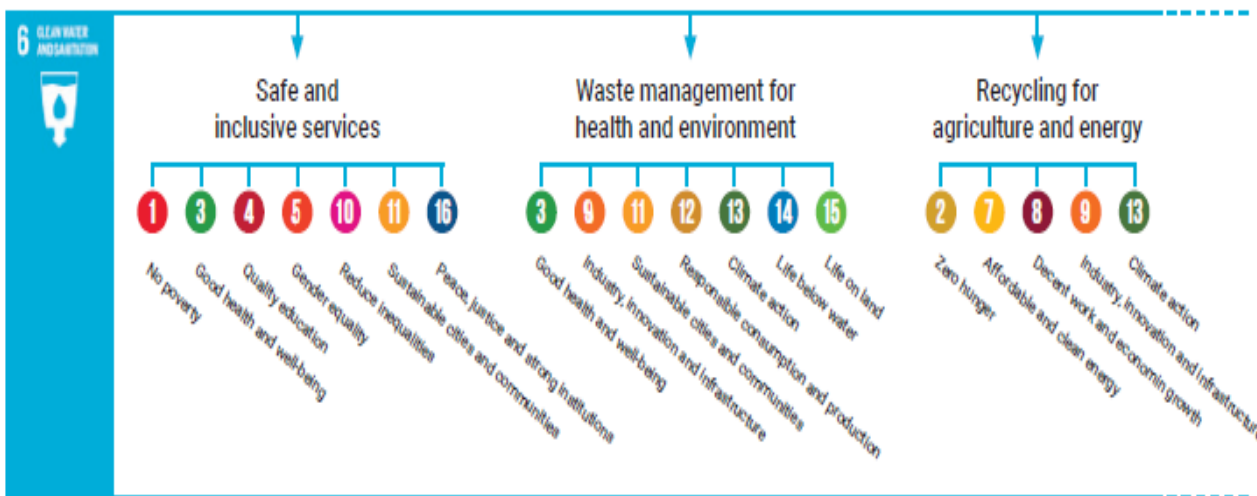 6 CLEAN WATER
AND SANITATION
Safe and
inclusive services
1
3
4
5
10
11
16
No poverty
Good health and well-being
Quality education
Gender equality
Reduce inequalities
Sustainable cities and communities
Peace, justice and strong institutions
Waste management for
health and environment
3
9
11
12
13
14
15
Good health and well-being
Industry, innovation and infrastructure
Sustainable cities and communities
Responsible consumption and production
Climate action
Life below water
Life on land
Recycling for
agriculture and energy
2
7
8
9
13
Zero hunger
Affordable and clean energy
Decent work and economin growth
Industry, innovation and infrastructure
Climate action